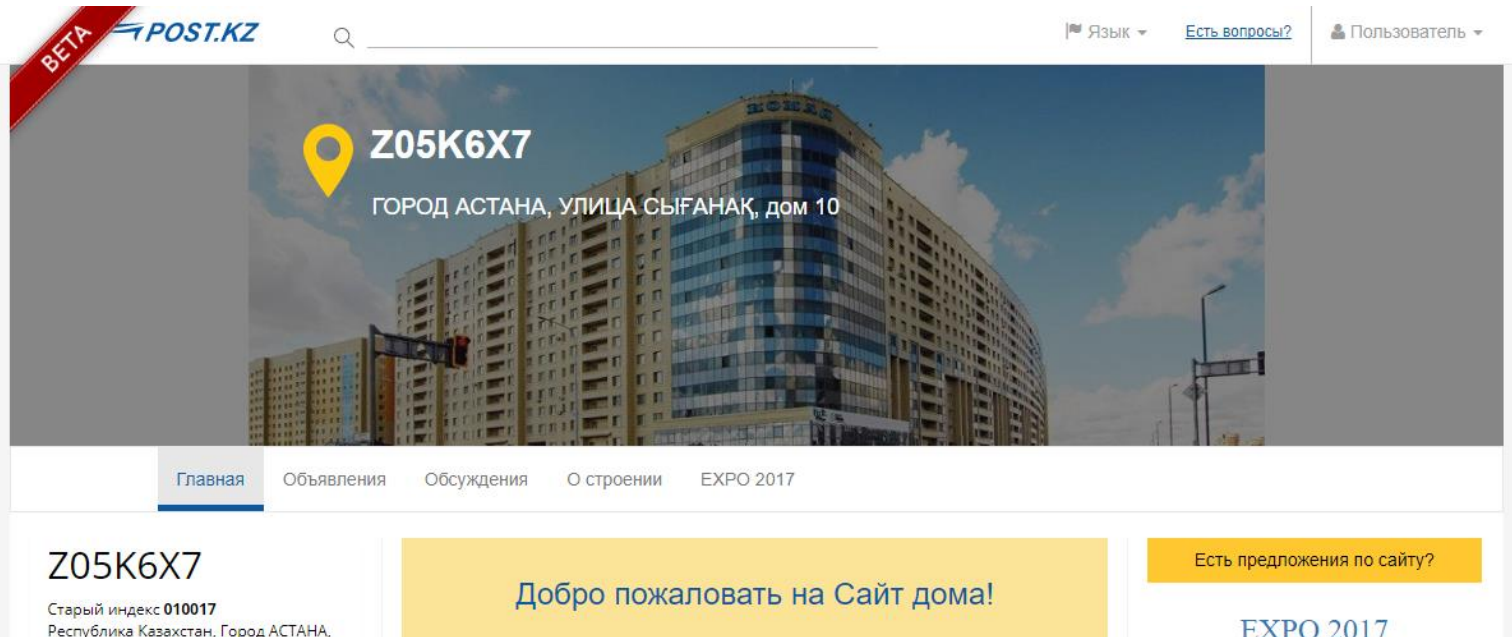 BETA
POST.KZ
Язык
Есть вопросы?
Пользователь
Z05K6X7
ГОРОД АСТАНА, УЛИЦА СЫҒАНАҚ, дом 10
Главная
Объявления
Обсуждения
О строении
EXPO 2017
Z05K6X7
Старый индекс 010017
Республика Казахстан, Город АСТАНА,
Добро пожаловать на Сайт дома!
Есть предложения по сайту?
EXPO 2017